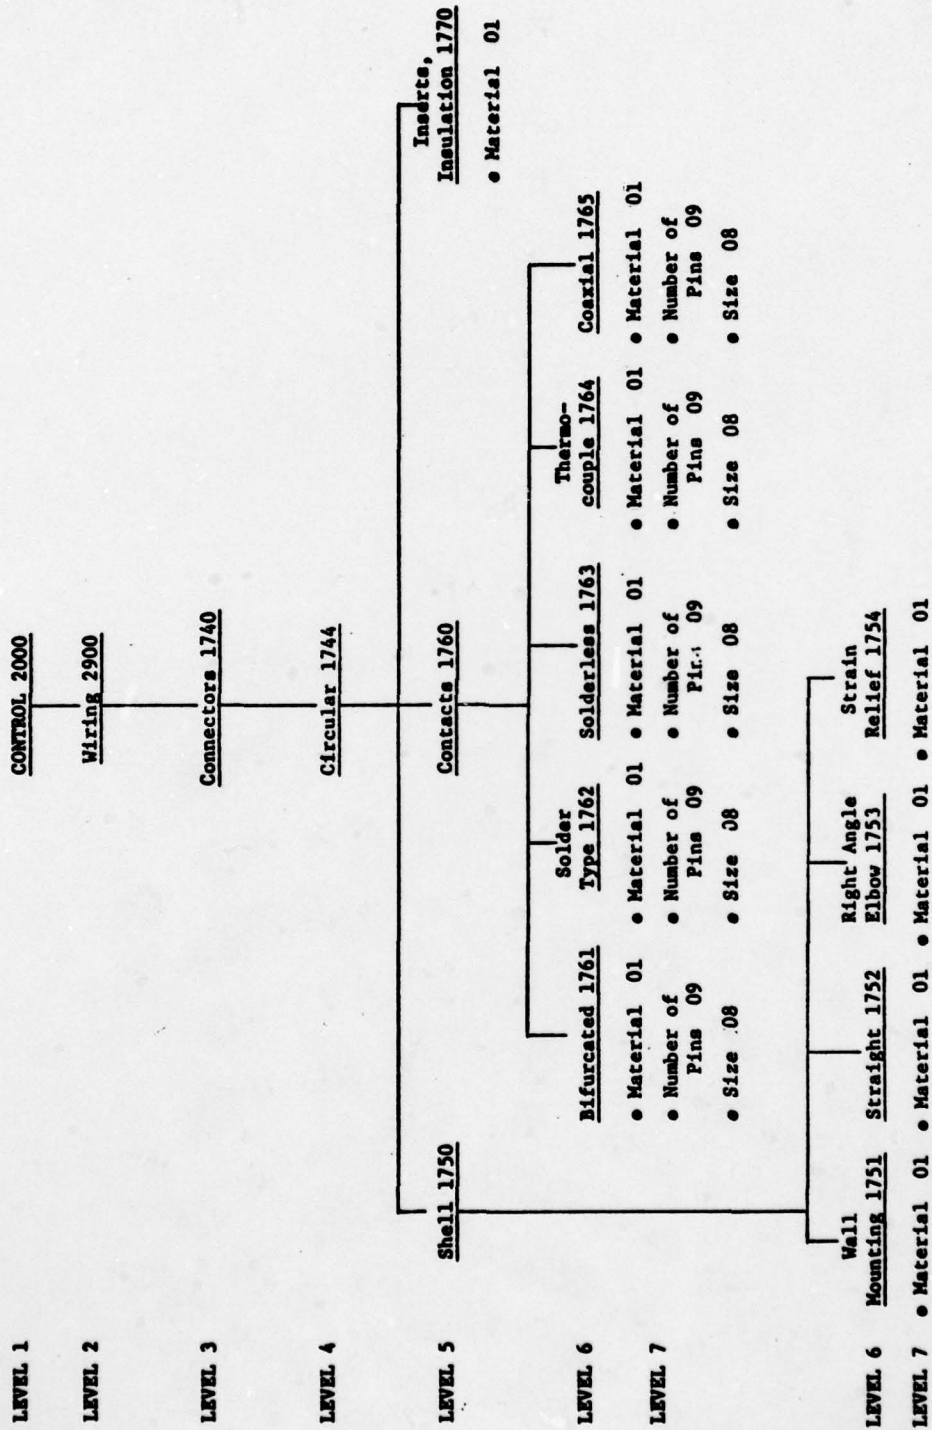 LEVEL 1 CONTROL 2000
LEVEL 2 Wiring 2900
LEVEL 3 Connectors 1740
LEVEL 4 Circular 1744
Inserts,
LEVEL 5 Shell 1750 Contacts 1760 Insulation 1770
• Material 01
Solder Thermo-
LEVEL 6 Bifurcated 1761 Type 1762 Solderless 1763 couple 1764 Coaxial 1765
LEVEL 7 • Material 01 • Material 01 • Material 01 • Material 01 • Material 01
• Number of • Number of • Number of • Number of • Number of
Pins 09 Pins 09 09 Pins 09 Pins 09
• Size 08 • Size 08 • Size 08 • Size 08 • Size 08
Wall Right Angle Strain
LEVEL 6 Mounting 1751 Straight 1752 Elbow 1753 Relief 1754
LEVEL 7 • Material 01 • Material 01 • Material 01 • Material 01